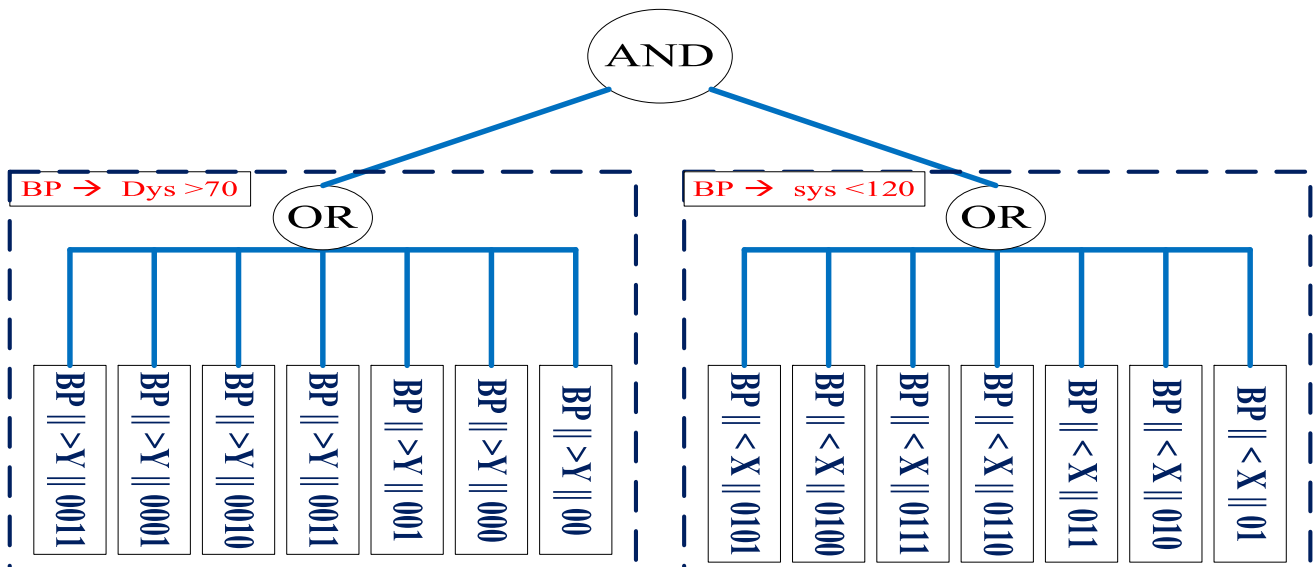 AND
BP → Dys >70
OR
BP → sys <120
OR
BP || >Y || 0011
BP || >Y || 0001
BP || >Y || 0010
BP || >Y || 0011
BP || >Y || 001
BP || >Y || 000
BP || >Y || 00
BP || <X || 0101
BP || <X || 0100
BP || <X || 0111
BP || <X || 0110
BP || <X || 011
BP || <X || 010
BP || <X || 01